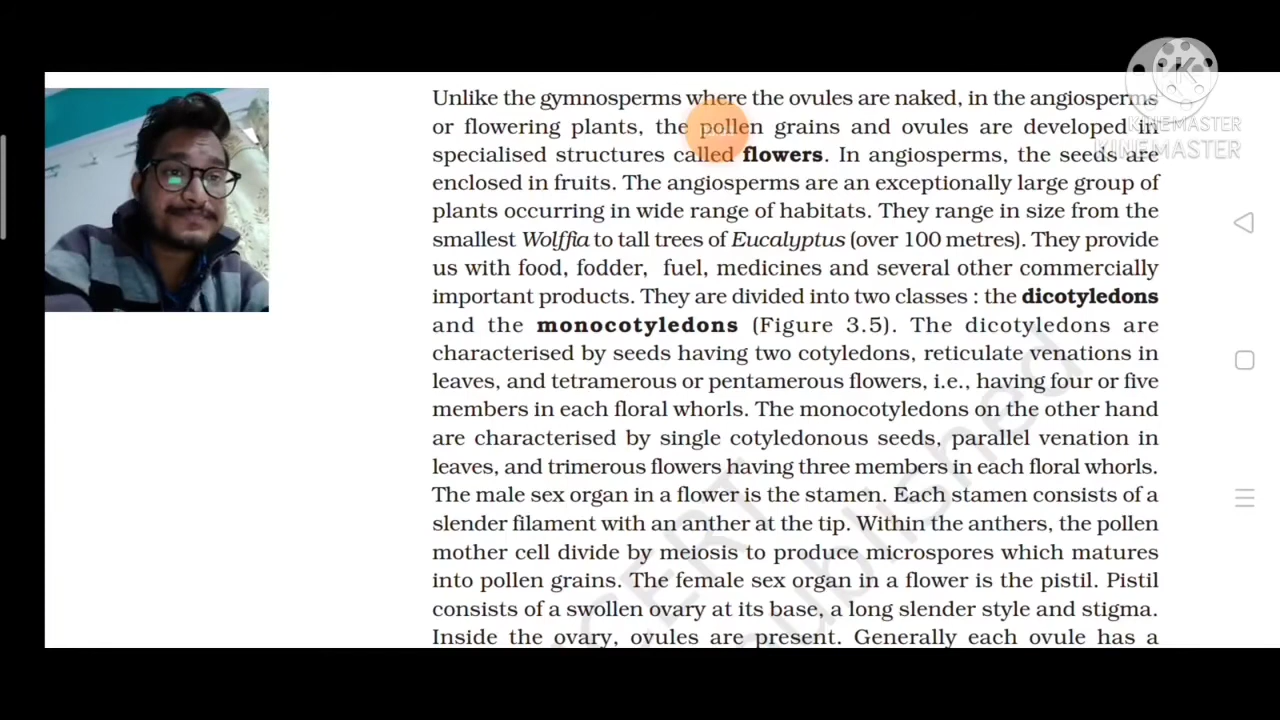 Unlike the gymnosperms where the ovules are naked, in the angiosperms
or flowering plants, the pollen grains and ovules are developed in
specialised structures called flowers. In angiosperms, the seeds are
enclosed in fruits. The angiosperms are an exceptionally large group of
plants occurring in wide range of habitats. They range in size from the
smallest Wolffia to tall trees of Eucalyptus (over 100 metres). They provide
us with food, fodder, fuel, medicines and several other commercially
important products. They are divided into two classes : the dicotyledons
and the monocotyledons (Figure 3.5). The dicotyledons are
characterised by seeds having two cotyledons, reticulate venations in
leaves, and tetramerous or pentamerous flowers, i.e., having four or five
members in each floral whorls. The monocotyledons on the other hand
are characterised by single cotyledonous seeds, parallel venation in
leaves, and trimerous flowers having three members in each floral whorls.
The male sex organ in a flower is the stamen. Each stamen consists of a
slender filament with an anther at the tip. Within the anthers, the pollen
mother cell divide by meiosis to produce microspores which matures
into pollen grains. The female sex organ in a flower is the pistil. Pistil
consists of a swollen ovary at its base, a long slender style and stigma.
Inside the ovary, ovules are present. Generally each ovule has a
KINEMASTER
KINEMASTER
published